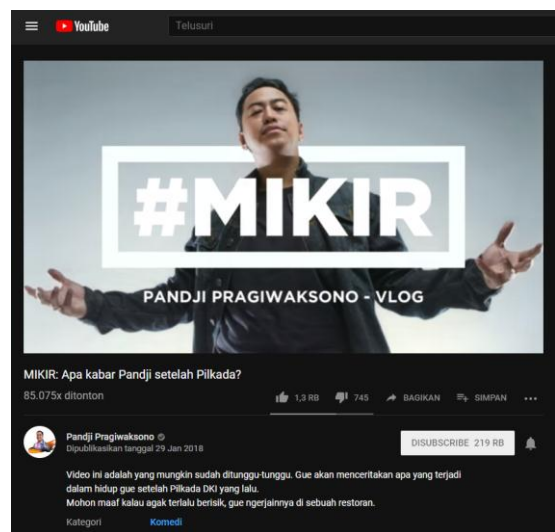 YouTube
Telusuri
#MIKIR
PANDJI PRAGIWAKSONO - VLOG
MIKIR: Apa kabar Pandji setelah Pilkada?
85.075x ditonton 1,3 RB 745 BAGIKAN SIMPAN
Pandji Pragiwaksono
Dipublikasikan tanggal 29 Jan 2018
DISUBSCRIBE 219 RB
Video ini adalah yang mungkin sudah ditunggu-tunggu. Gue akan menceritakan apa yang terjadi
dalam hidup gue setelah Pilkada DKI yang lalu.
Mohon maaf kalau agak terlalu berisik, gue ngerjainnya di sebuah restoran.
Kategori Komedi